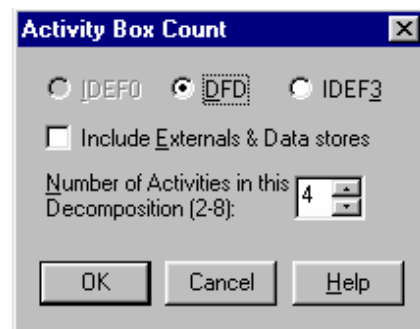 Activity Box Count
IDEF0 DFD IDEF3
Include Externals & Data stores
Number of Activities in this
Decomposition (2-8):
4
OK Cancel Help